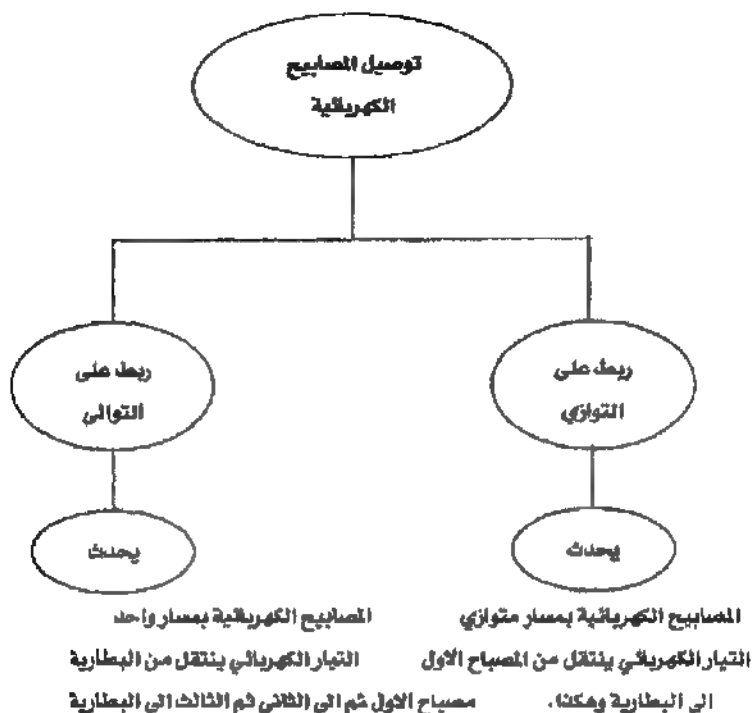 توصيل المصابيح
الكهربائية
ربط على
التوازي
ربط على
التوالي
يحدث
يحدث
المصابيح الكهربائية بمسار متوازي
التيار الكهربائي ينتقل من المصباح الاول
الى البطارية وهكذا.
المصابيح الكهربائية بمسار واحد
التيار الكهربائي ينتقل من البطارية
مصباح الاول ثم الى الثاني ثم الثالث الى البطارية